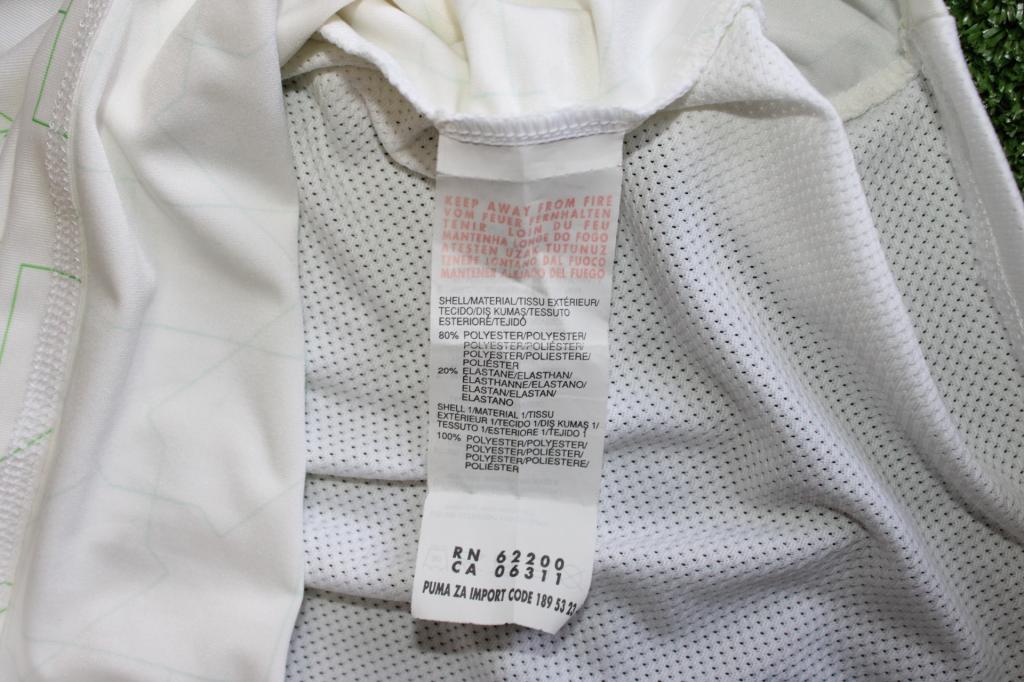 KEEP AWAY FROM FIRE
VOM FEUER FERNHALTEN
TENIR LOIN DU FEU
MANTENHA LONGE DO FOGO
ATESTEN UZAK TUTUNUZ
TENERE LONTANO DAL FUOCO
MANTENER ALEJADO DEL FUEGO
SHELL/MATERIAL/TISSU EXTÉRIEUR/
TECIDO/DIŞ KUMAŞ/TESSUTO
ESTERIORE/TEJIDO
80% POLYESTER/POLYESTER/
POLYESTER/POLIÉSTER/
POLYESTER/POLIESTERE/
POLIÉSTER
20% ELASTANE/ELASTHAN/
ÉLASTHANNE/ELASTANO/
ELASTAN/ELASTAN/
ELASTANO
SHELL 1/MATERIAL 1/TISSU
EXTÉRIEUR 1/TECIDO 1/DIŞ KUMAŞ 1/
TESSUTO 1/ESTERIORE 1/TEJIDO 1
100% POLYESTER/POLYESTER/
POLYESTER/POLIÉSTER/
POLYESTER/POLIESTERE/
POLIÉSTER
RN 62200
CA 06311
PUMA ZA IMPORT CODE 189 53 23